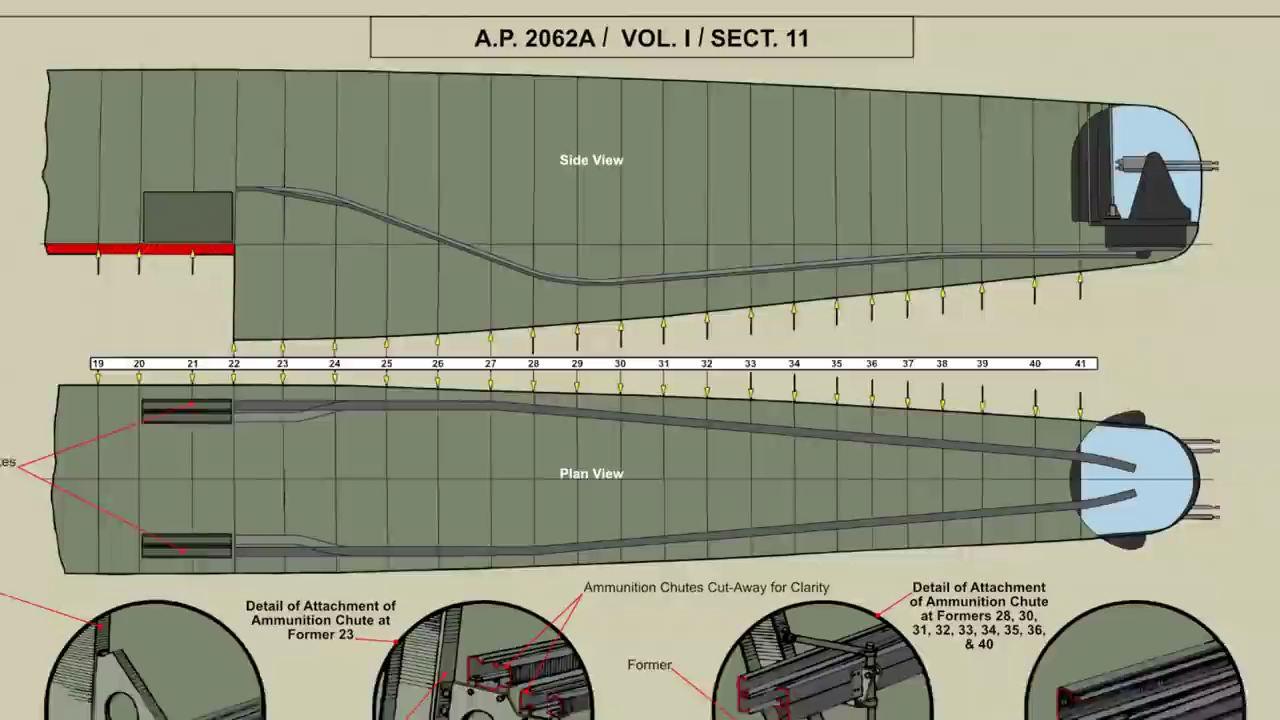 A.P. 2062A / VOL. I / SECT. 11
Side View
19 20 21 22 23 24 25 26 27 28 29 30 31 32 33 34 35 36 37 38 39 40 41
Plan View
Ammunition Chutes Cut-Away for Clarity
Detail of Attachment of
Ammunition Chute at
Former 23
Detail of Attachment
of Ammunition Chute
at Formers 28, 30,
31, 32, 33, 34, 35, 36,
& 40
Former